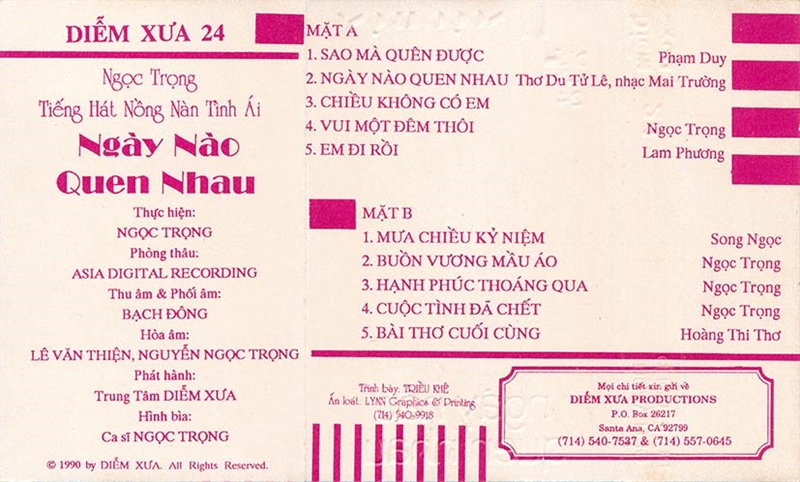 DIỄM XƯA 24
Ngọc Trọng
Tiếng Hát Nồng Nàn Tình Ái
Ngày Nào
Quen Nhau
Thực hiện:
NGỌC TRỌNG
Phòng thâu:
ASIA DIGITAL RECORDING
Thu âm & Phối âm:
BẠCH ĐÔNG
Hòa âm:
LÊ VĂN THIỆN, NGUYỄN NGỌC TRỌNG
Phát hành:
Trung Tâm DIỄM XƯA
Hình bìa:
Ca sĩ NGỌC TRỌNG
© 1990 by DIỄM XƯA. All Rights Reserved.
MẶT A
1. SAO MÀ QUÊN ĐƯỢC Phạm Duy
2. NGÀY NÀO QUEN NHAU Thơ Du Tử Lê, nhạc Mai Trường
3. CHIỀU KHÔNG CÓ EM
4. VUI MỘT ĐÊM THÔI Ngọc Trọng
5. EM ĐI RỒI Lam Phương
MẶT B
1. MƯA CHIỀU KỶ NIỆM Song Ngọc
2. BUỒN VƯƠNG MẦU ÁO Ngọc Trọng
3. HẠNH PHÚC THOÁNG QUA Ngọc Trọng
4. CUỘC TÌNH ĐÃ CHẾT Ngọc Trọng
5. BÀI THƠ CUỐI CÙNG Hoàng Thi Thơ
Trình bày: TRIỀU KHÊ
Ấn loát: LYNN Graphics & Printing
(714) 540-9918
Mọi chi tiết xin gửi về
DIỄM XƯA PRODUCTIONS
P.O. Box 26217
Santa Ana, CA 92799
(714) 540-7537 & (714) 557-0645